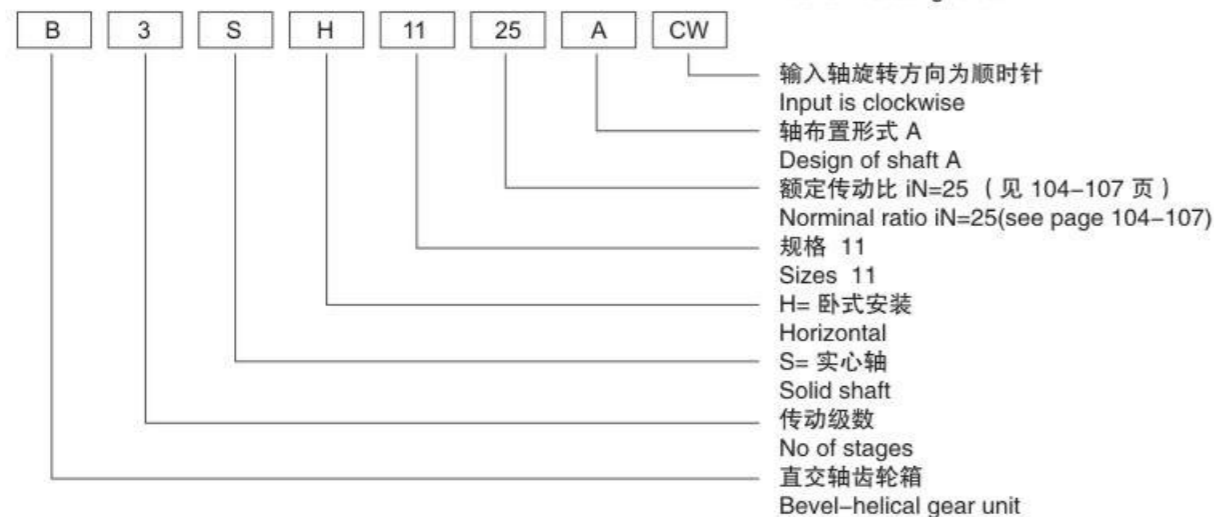 B 3 S H 11 25 A CW
输入轴旋转方向为顺时针
Input is clockwise
轴布置形式 A
Design of shaft A
额定传动比 iN=25 ( 见 104–107 页 )
Norminal ratio iN=25(see page 104–107)
规格 11
Sizes 11
H= 卧式安装
Horizontal
S= 实心轴
Solid shaft
传动级数
No of stages
直交轴齿轮箱
Bevel–helical gear unit